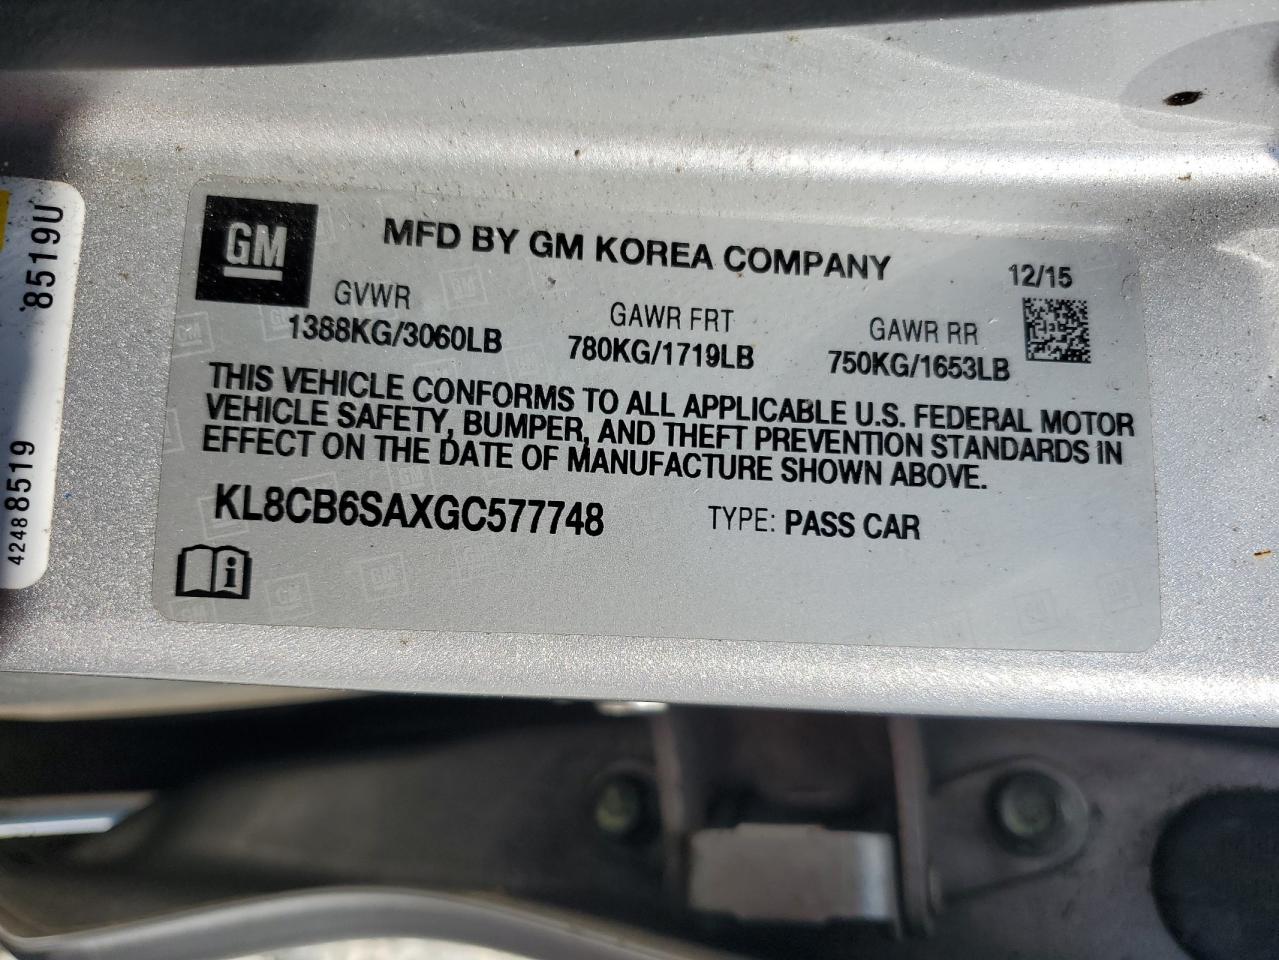 GM
MFD BY GM KOREA COMPANY
12/15
GVWR
1388KG/3060LB
GAWR FRT
780KG/1719LB
GAWR RR
750KG/1653LB
THIS VEHICLE CONFORMS TO ALL APPLICABLE U.S. FEDERAL MOTOR
VEHICLE SAFETY, BUMPER, AND THEFT PREVENTION STANDARDS IN
EFFECT ON THE DATE OF MANUFACTURE SHOWN ABOVE.
KL8CB6SAXGC577748
TYPE: PASS CAR
8519U
42488519